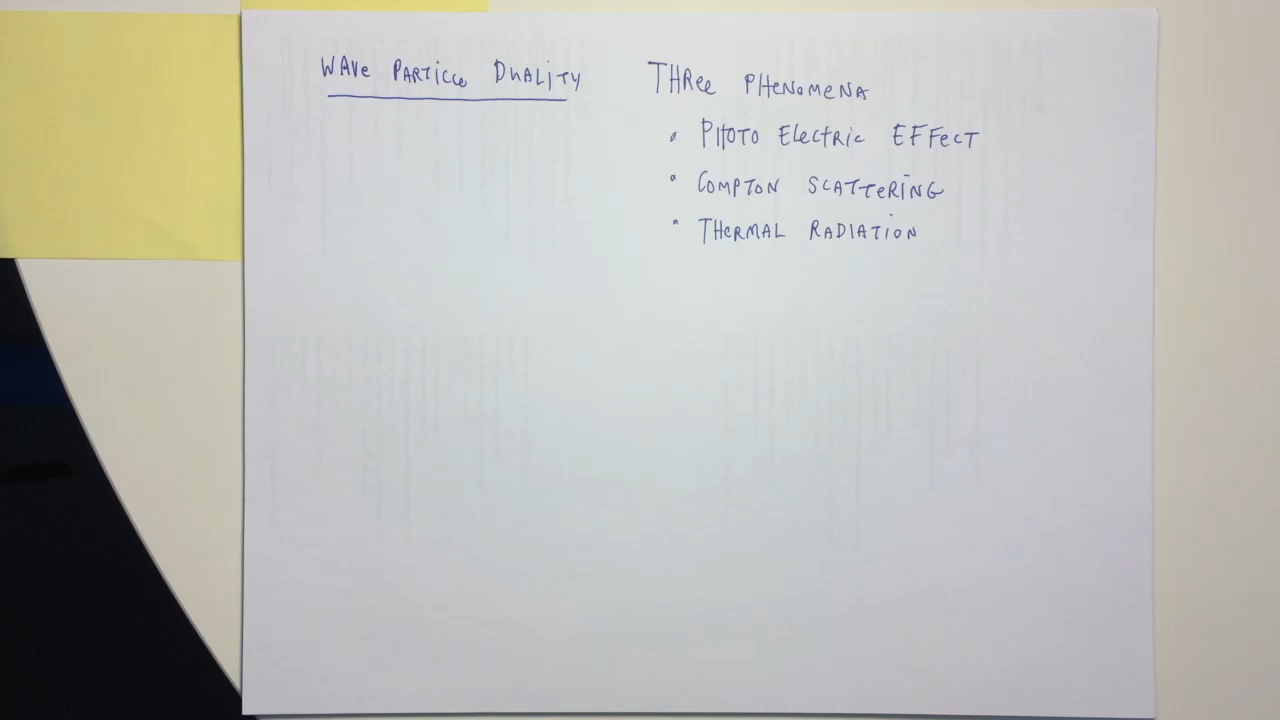 WAVe PARTICLe DUALITY
THRee PHeNoMeNA
• PHOTO ELectRic EFFecT
• COMPTON SCATTeRING
• THeRMAL RADIATION